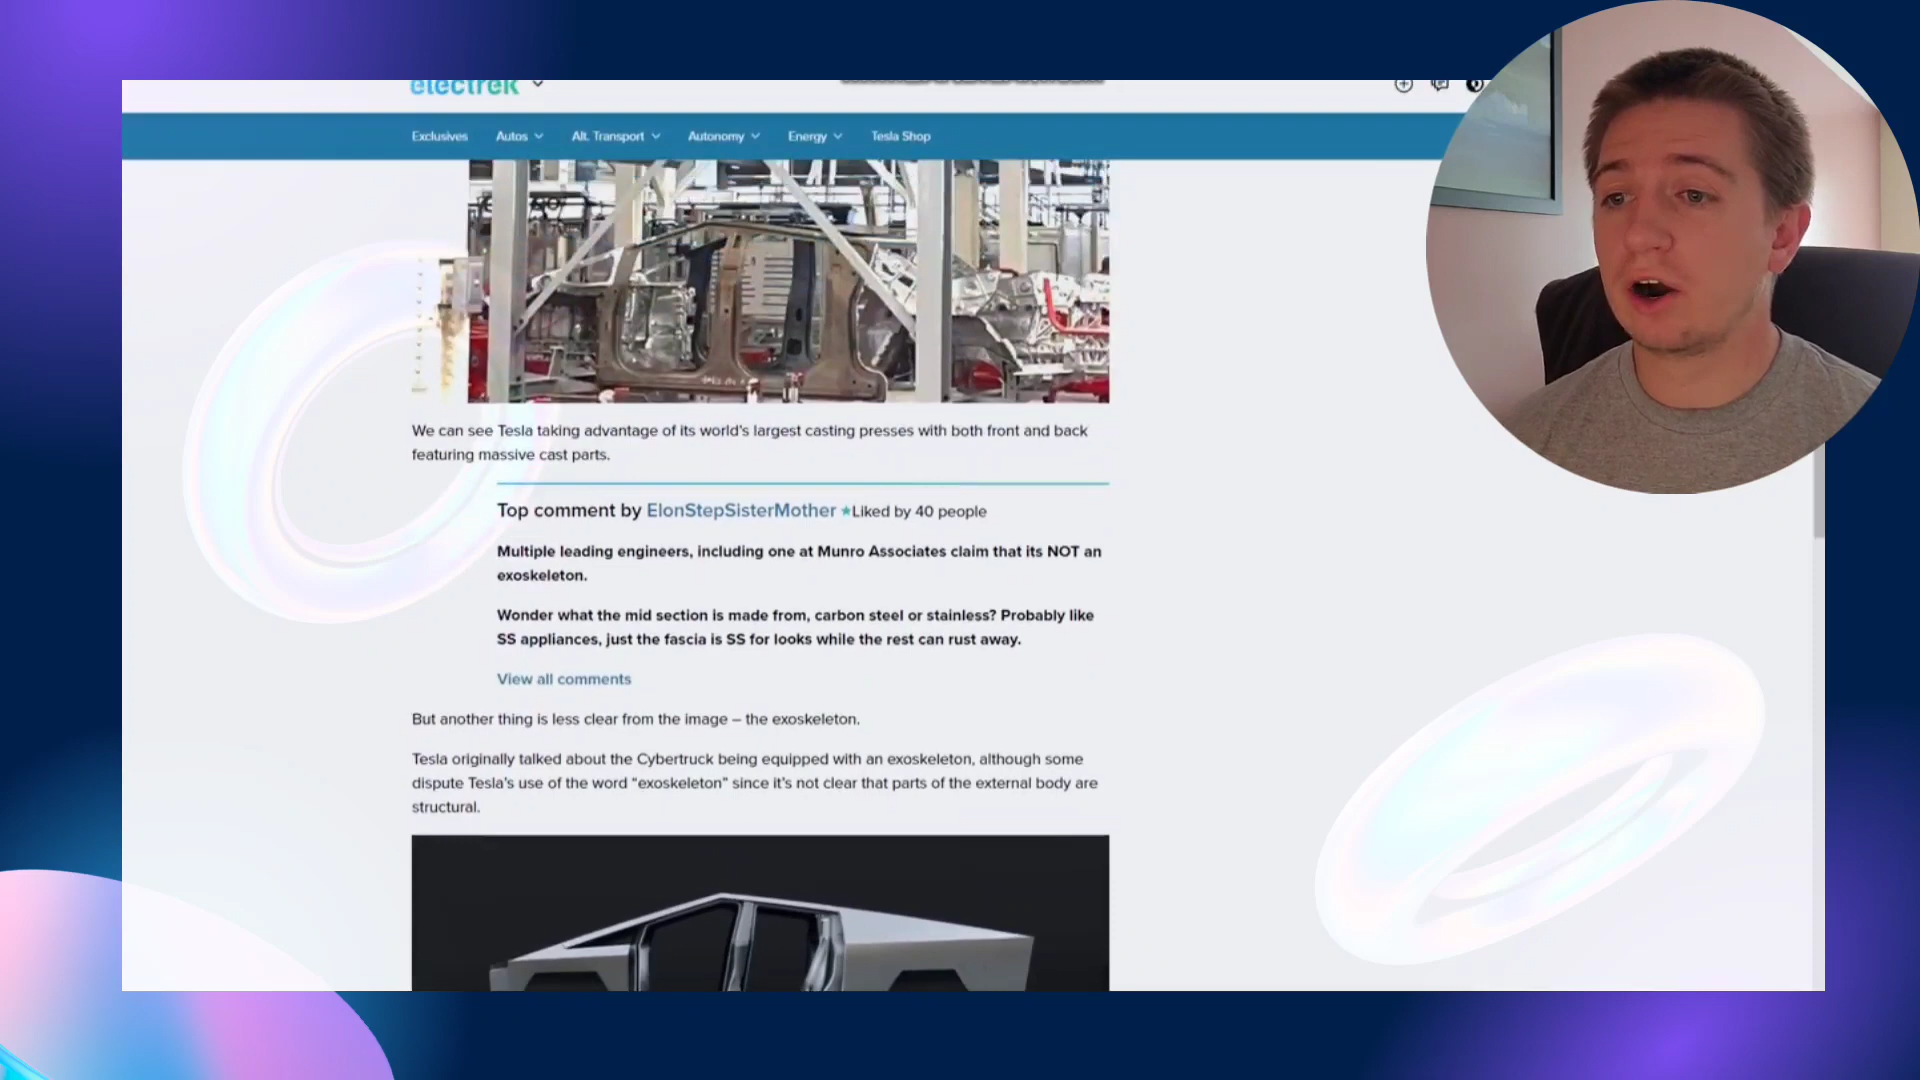 electrek
Exclusives Autos Alt. Transport Autonomy Energy Tesla Shop
We can see Tesla taking advantage of its world's largest casting presses with both front and back
featuring massive cast parts.
Top comment by ElonStepSisterMother ★Liked by 40 people
Multiple leading engineers, including one at Munro Associates claim that its NOT an
exoskeleton.
Wonder what the mid section is made from, carbon steel or stainless? Probably like
SS appliances, just the fascia is SS for looks while the rest can rust away.
View all comments
But another thing is less clear from the image – the exoskeleton.
Tesla originally talked about the Cybertruck being equipped with an exoskeleton, although some
dispute Tesla's use of the word “exoskeleton” since it's not clear that parts of the external body are
structural.